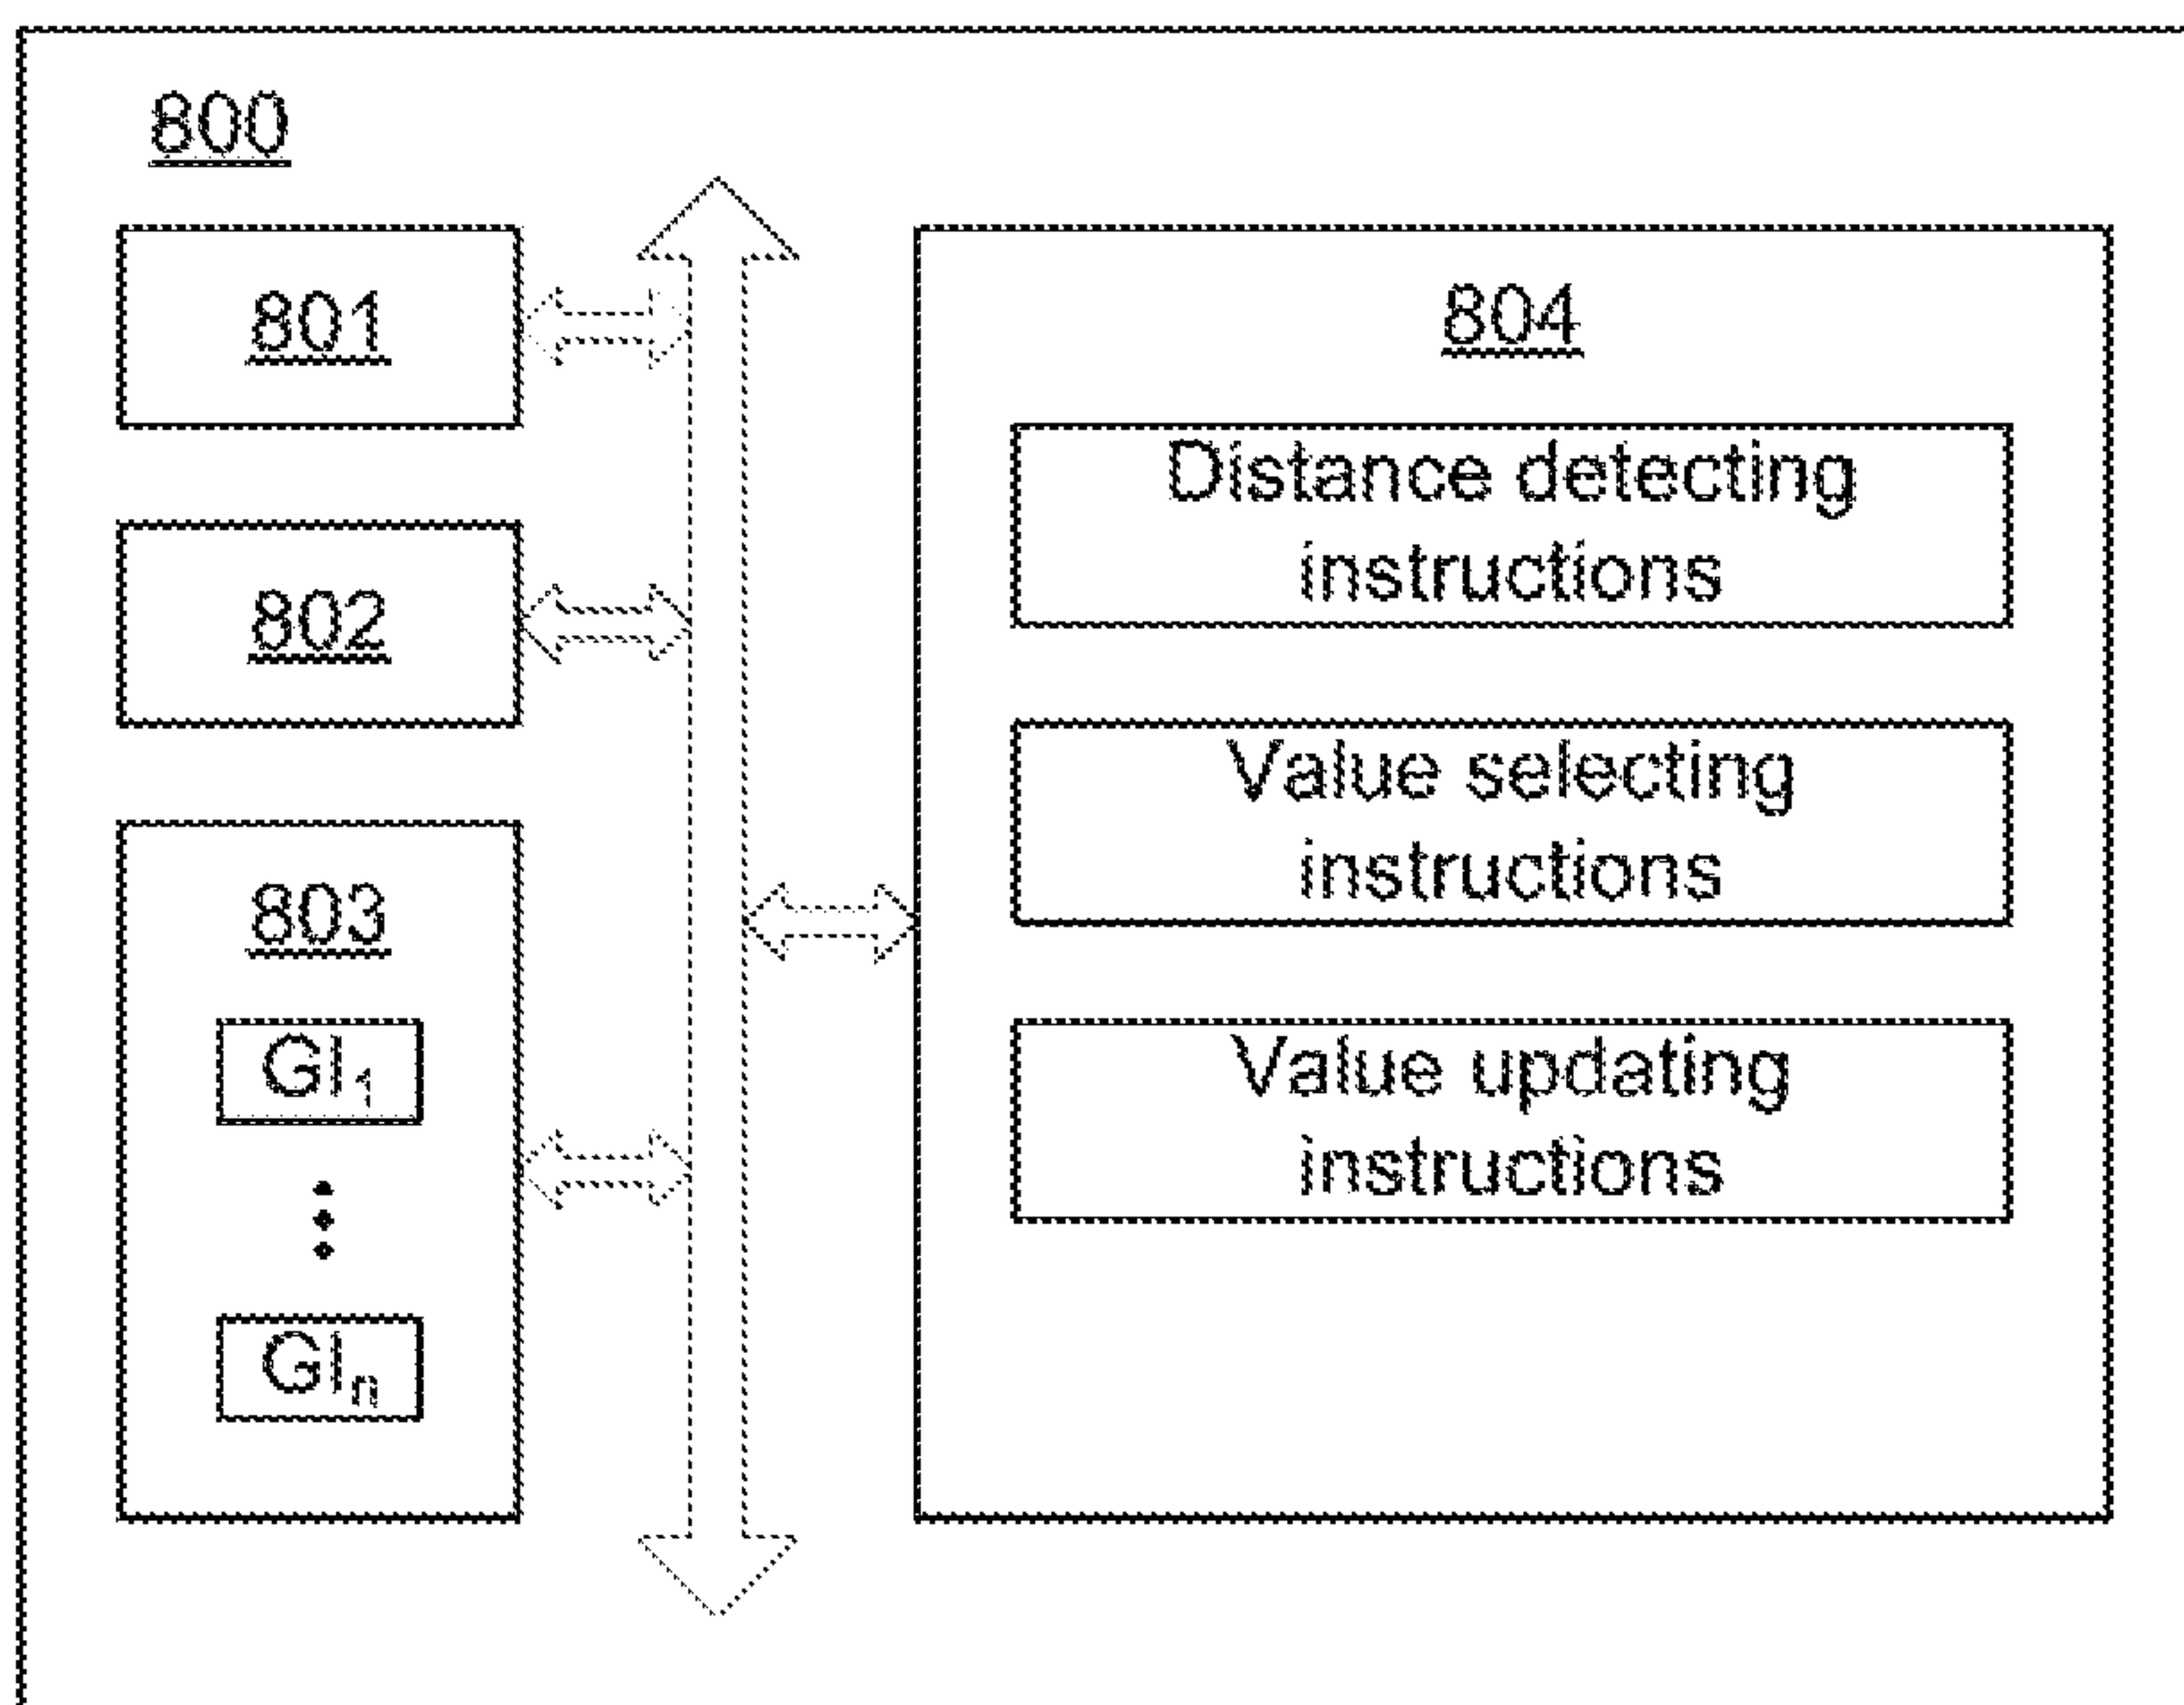 800
801
802
803
GI1
GIn
804
Distance detecting
instructions
Value selecting
instructions
Value updating
instructions